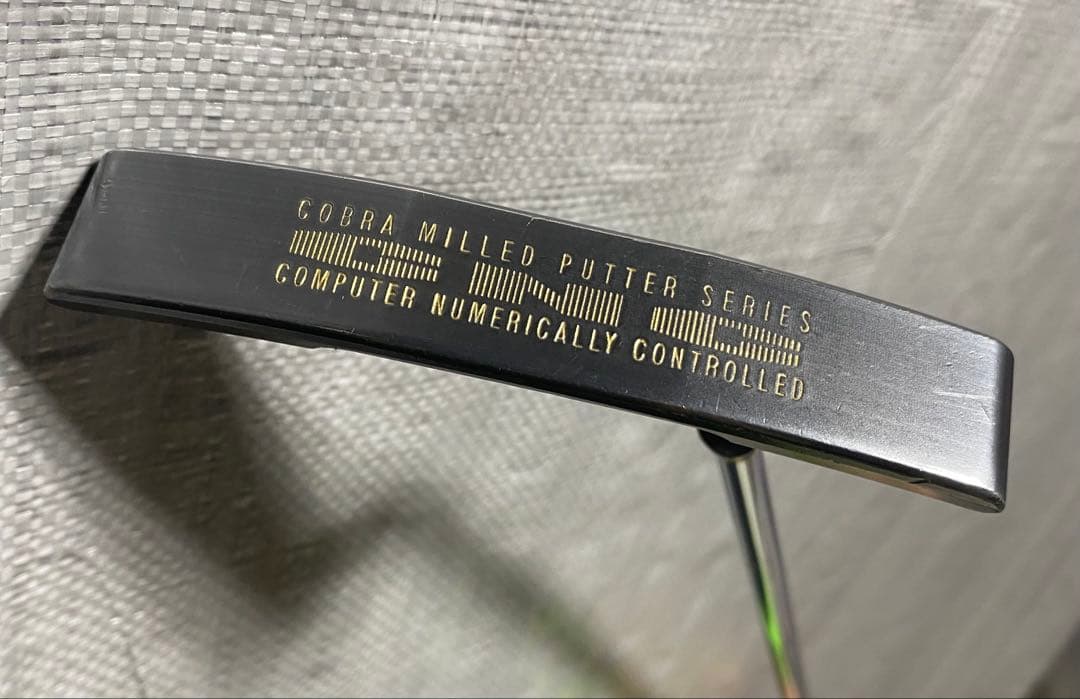 COBRA MILLED PUTTER SERIES
CNC
COMPUTER NUMERICALLY CONTROLLED